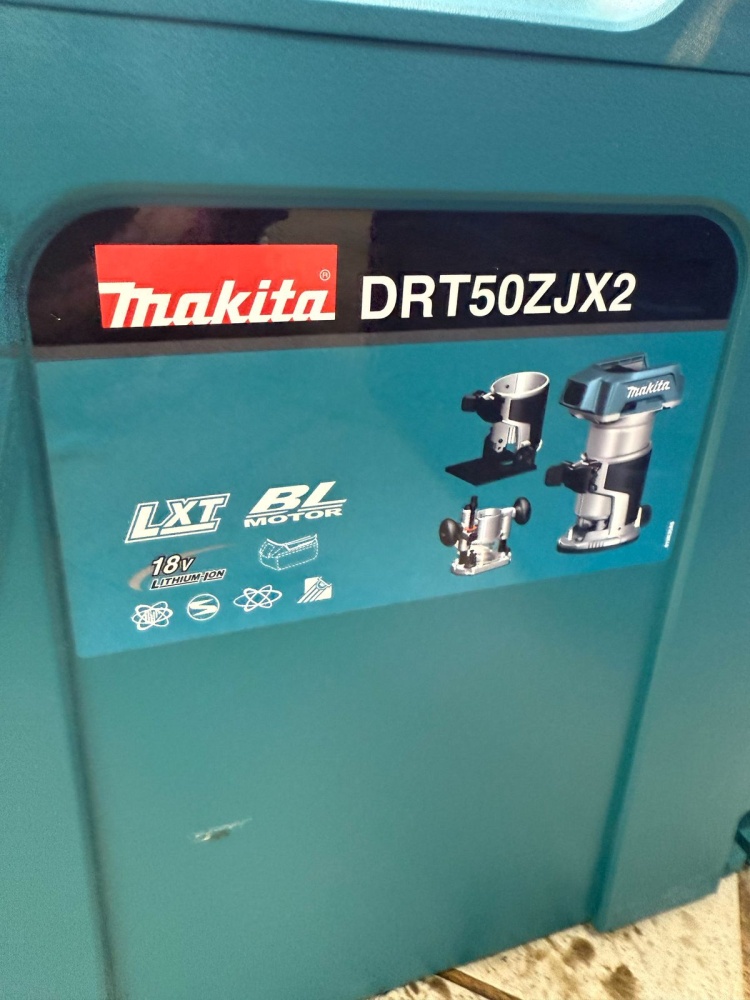 makita®
DRT50ZJX2
makita
LXT
BL
MOTOR
18V
LITHIUM-ION